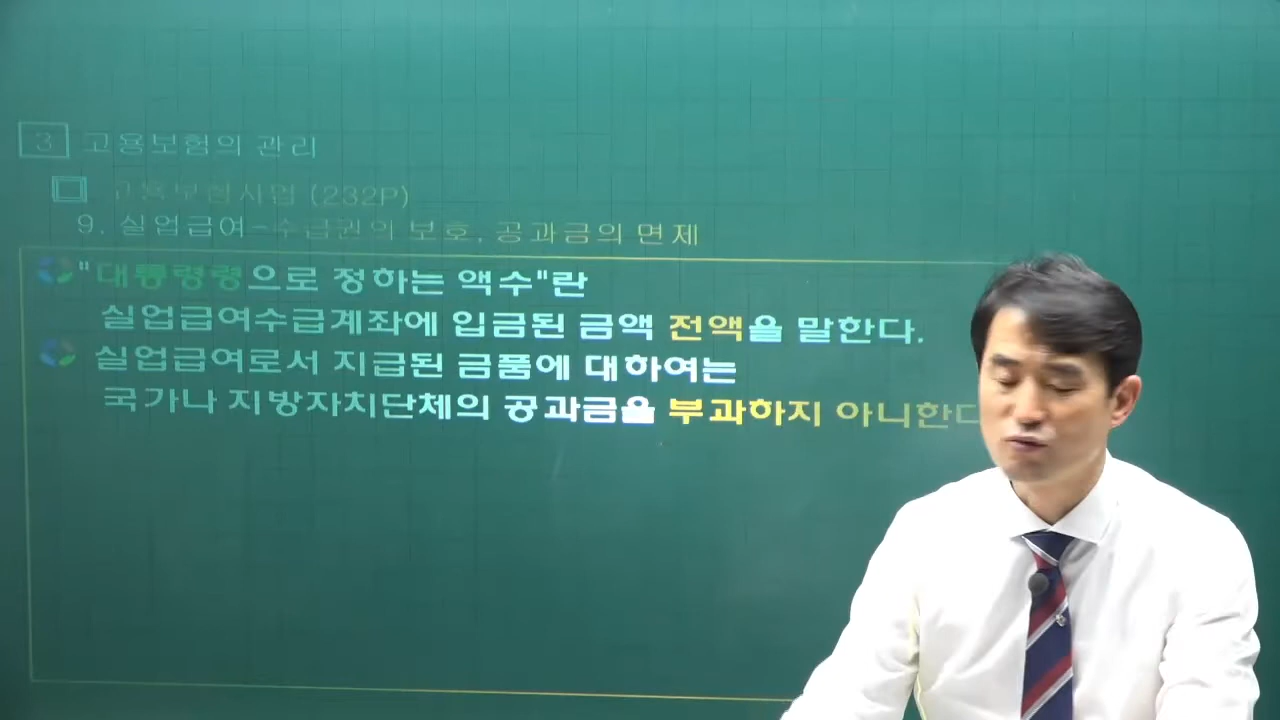 3 고용보험의 관리
고용보험사업 (232P)
9. 실업급여-수급권의 보호, 공과금의 면제
"대통령령으로 정하는 액수"란
실업급여수급계좌에 입금된 금액 전액을 말한다.
실업급여로서 지급된 금품에 대하여는
국가나 지방자치단체의 공과금을 부과하지 아니한다